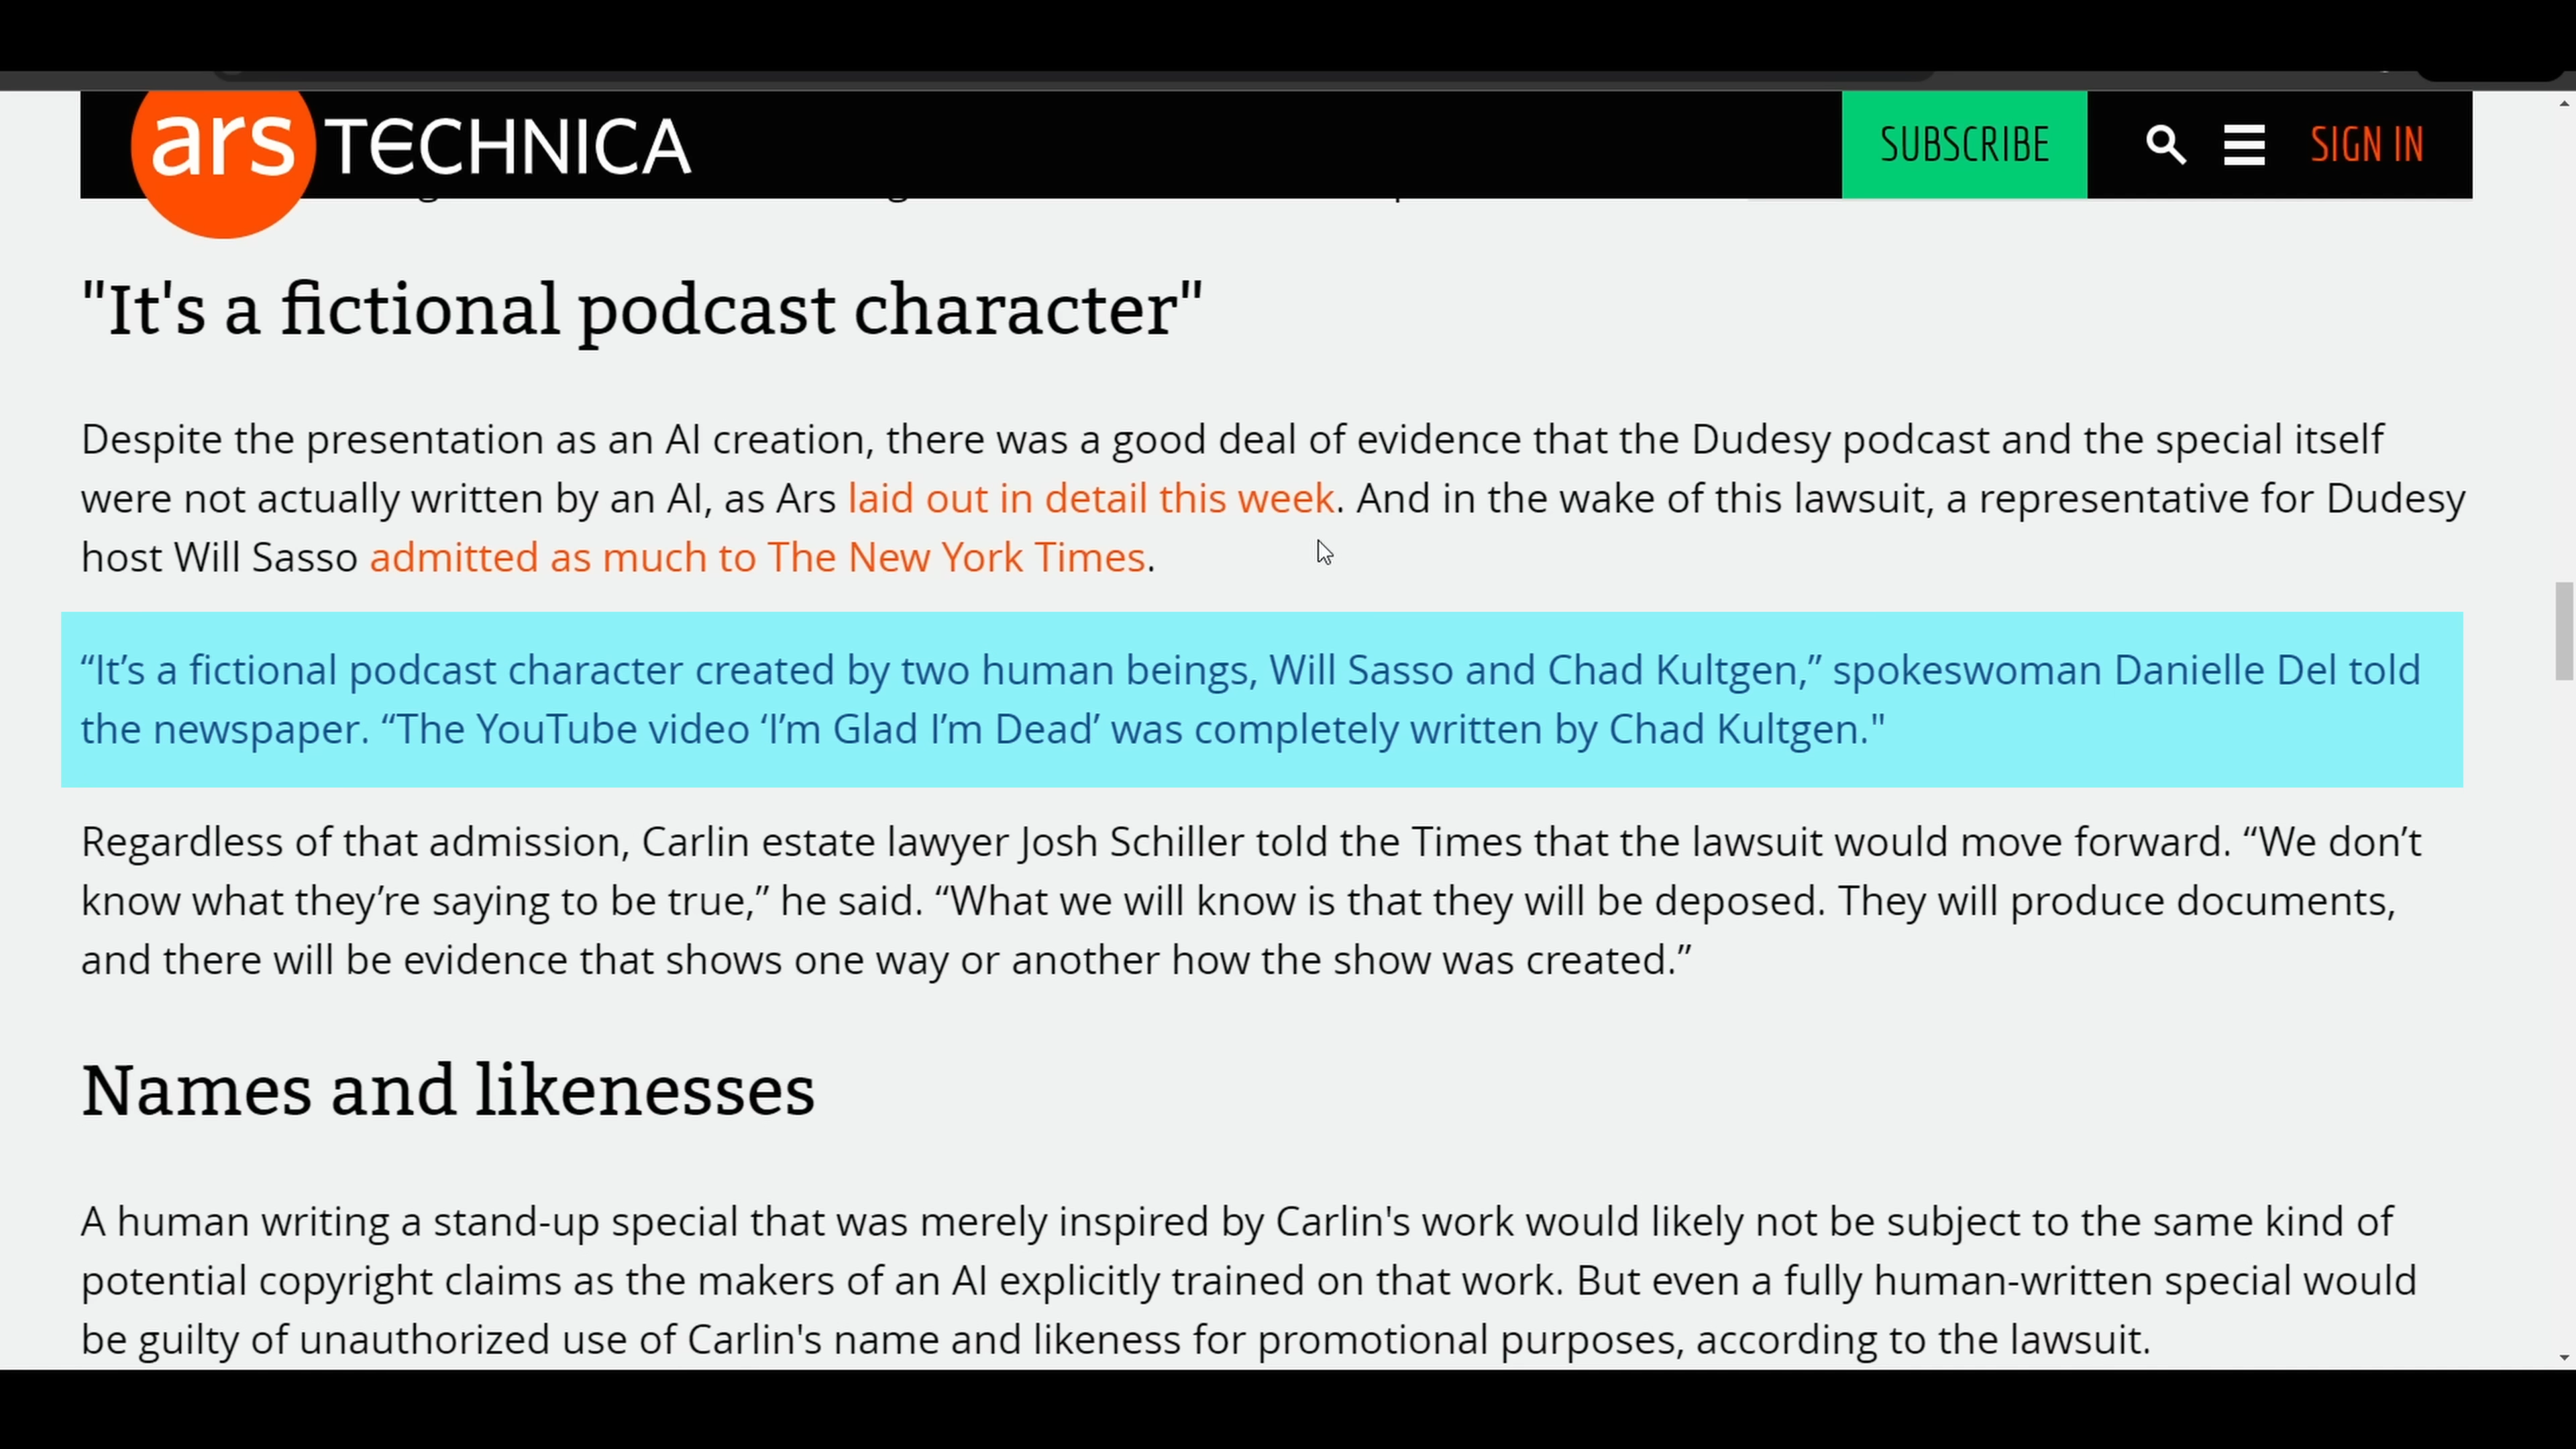 ars TECHNICA
SUBSCRIBE
SIGN IN
"It's a fictional podcast character"
Despite the presentation as an AI creation, there was a good deal of evidence that the Dudesy podcast and the special itself
were not actually written by an AI, as Ars laid out in detail this week. And in the wake of this lawsuit, a representative for Dudesy
host Will Sasso admitted as much to The New York Times.
“It’s a fictional podcast character created by two human beings, Will Sasso and Chad Kultgen,” spokeswoman Danielle Del told
the newspaper. “The YouTube video ‘I’m Glad I’m Dead’ was completely written by Chad Kultgen."
Regardless of that admission, Carlin estate lawyer Josh Schiller told the Times that the lawsuit would move forward. “We don’t
know what they’re saying to be true,” he said. “What we will know is that they will be deposed. They will produce documents,
and there will be evidence that shows one way or another how the show was created.”
Names and likenesses
A human writing a stand-up special that was merely inspired by Carlin's work would likely not be subject to the same kind of
potential copyright claims as the makers of an AI explicitly trained on that work. But even a fully human-written special would
be guilty of unauthorized use of Carlin's name and likeness for promotional purposes, according to the lawsuit.